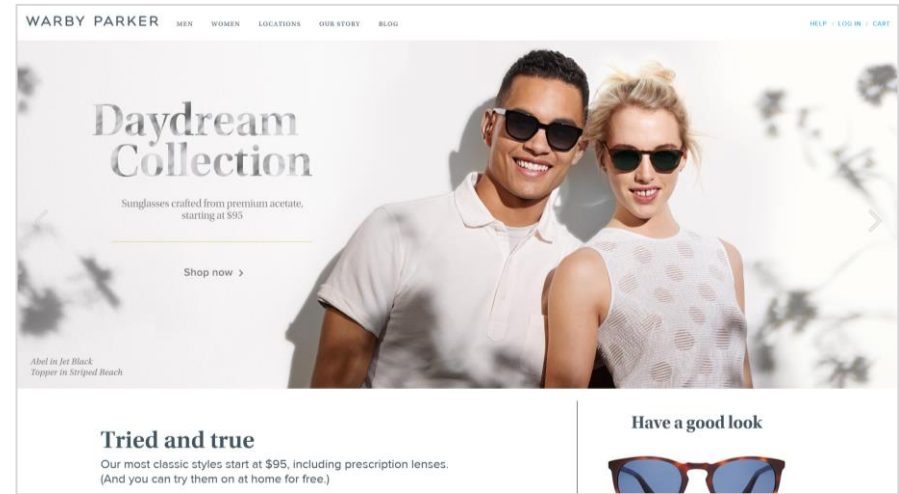 WARBY PARKER MEN WOMEN LOCATIONS OUR STORY BLOG HELP | LOG IN | CART
Daydream
Collection
Sunglasses crafted from premium acetate,
starting at $95
Shop now >
Abel in Jet Black
Topper in Striped Beach
Tried and true
Our most classic styles start at $95, including prescription lenses.
(And you can try them on at home for free.)
Have a good look